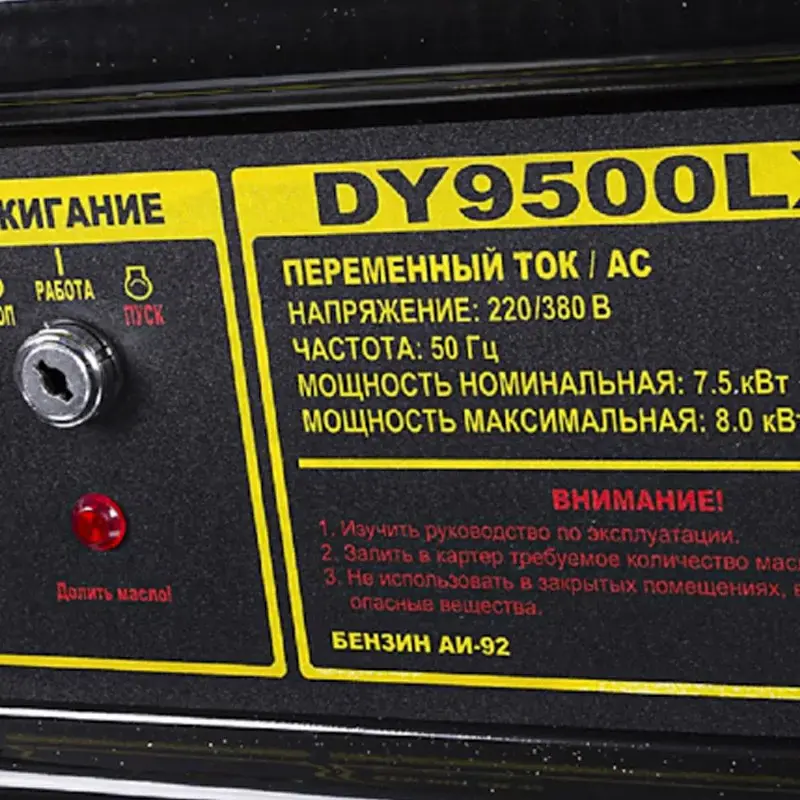 ЖИГАНИЕ
ОП
РАБОТА
ПУСК
Долить масло!
DY9500LX
ПЕРЕМЕННЫЙ ТОК / AC
НАПРЯЖЕНИЕ: 220/380 В
ЧАСТОТА: 50 Гц
МОЩНОСТЬ НОМИНАЛЬНАЯ: 7.5.кВт
МОЩНОСТЬ МАКСИМАЛЬНАЯ: 8.0 кВт
ВНИМАНИЕ!
1. Изучить руководство по эксплуатации.
2. Залить в картер требуемое количество мас
3. Не использовать в закрытых помещениях, в
опасные вещества.
БЕНЗИН АИ-92